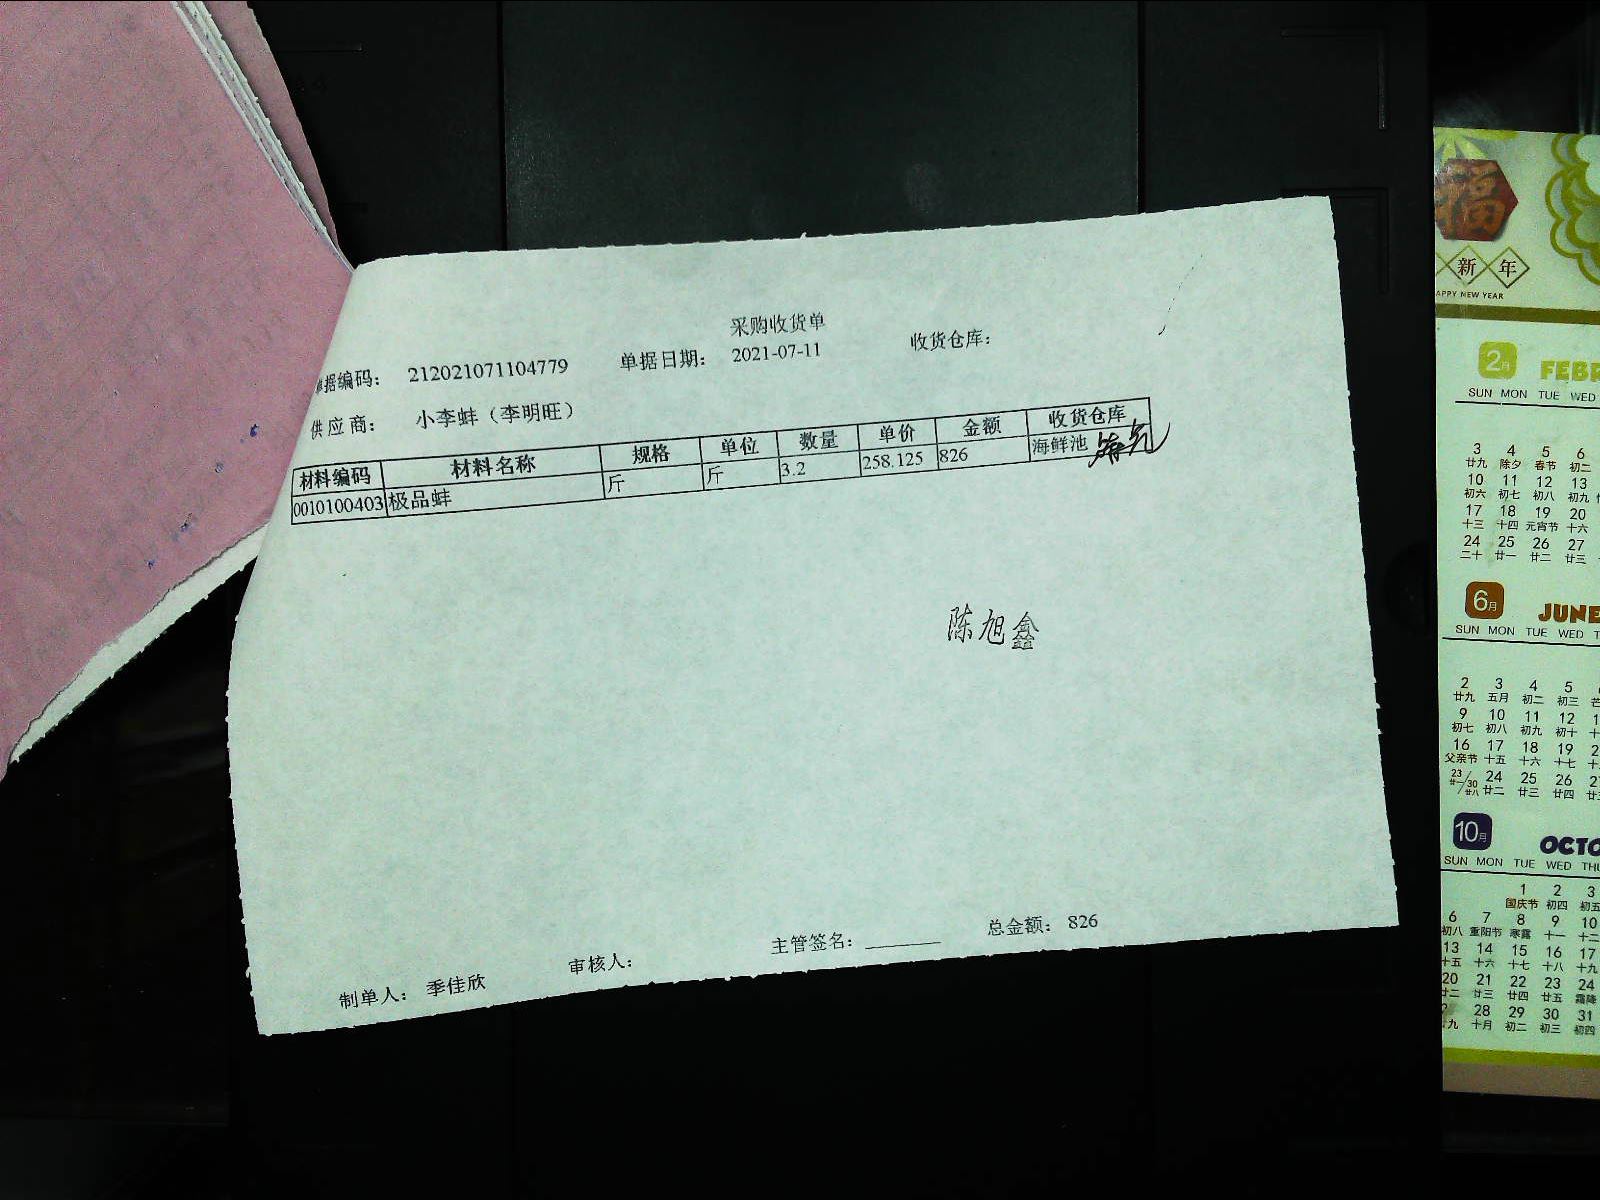 采购收货单
单据编码： 212021071104779 单据日期： 2021-07-11 收货仓库：
供应商： 小李蚌（李明旺）
材料编码 材料名称 规格 单位 数量 单价 金额 收货仓库
0010100403 极品蚌 斤 斤 3.2 258.125 826 海鲜池
陈旭鑫
制单人： 季佳欣 审核人： 主管签名： 总金额： 826
福
新年
APPY NEW YEAR
2月 FEBR
SUN MON TUE WED
3 4 5 6
廿九 除夕 春节 初二
10 11 12 13
初六 初七 初八 初九
17 18 19 20
十三 十四 元宵节 十六
24 25 26 27
二十 廿一 廿二 廿三
6月 JUNE
SUN MON TUE WED T
2 3 4 5
廿九 五月 初二 初三
9 10 11 12
初七 初八 初九 初十
16 17 18 19
父亲节 十五 十六 十七
23/30 24 25 26
廿一/廿八 廿二 廿三 廿四
10月 OCTO
SUN MON TUE WED THU
1 2 3
国庆节 初四 初五
6 7 8 9 10
初八 重阳节 寒露 十一 十二
13 14 15 16 17
十五 十六 十七 十八 十九
20 21 22 23 24
廿二 廿三 廿四 廿五 霜降
28 29 30 31
十月 初二 初三 初四